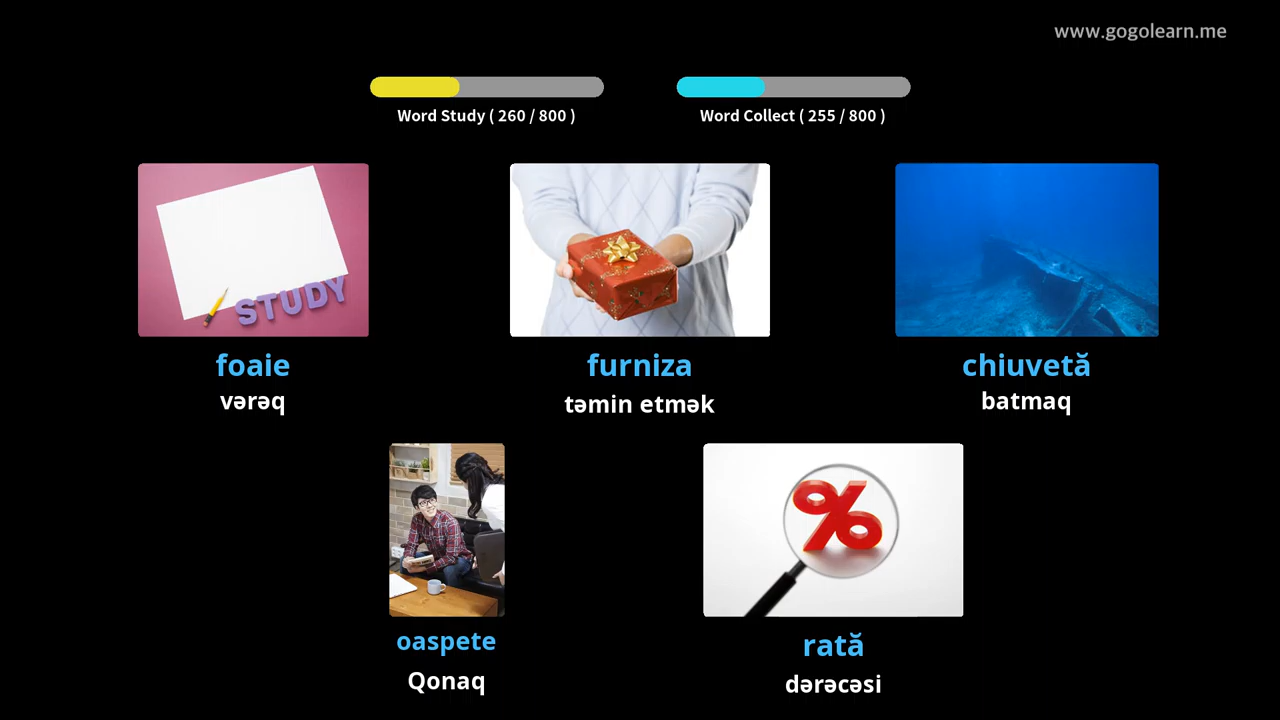 www.gogolearn.me
Word Study ( 260 / 800 )
Word Collect ( 255 / 800 )
STUDY
foaie
vərəq
furniza
təmin etmək
chiuvetă
batmaq
%
oaspete
Qonaq
rată
dərəcəsi